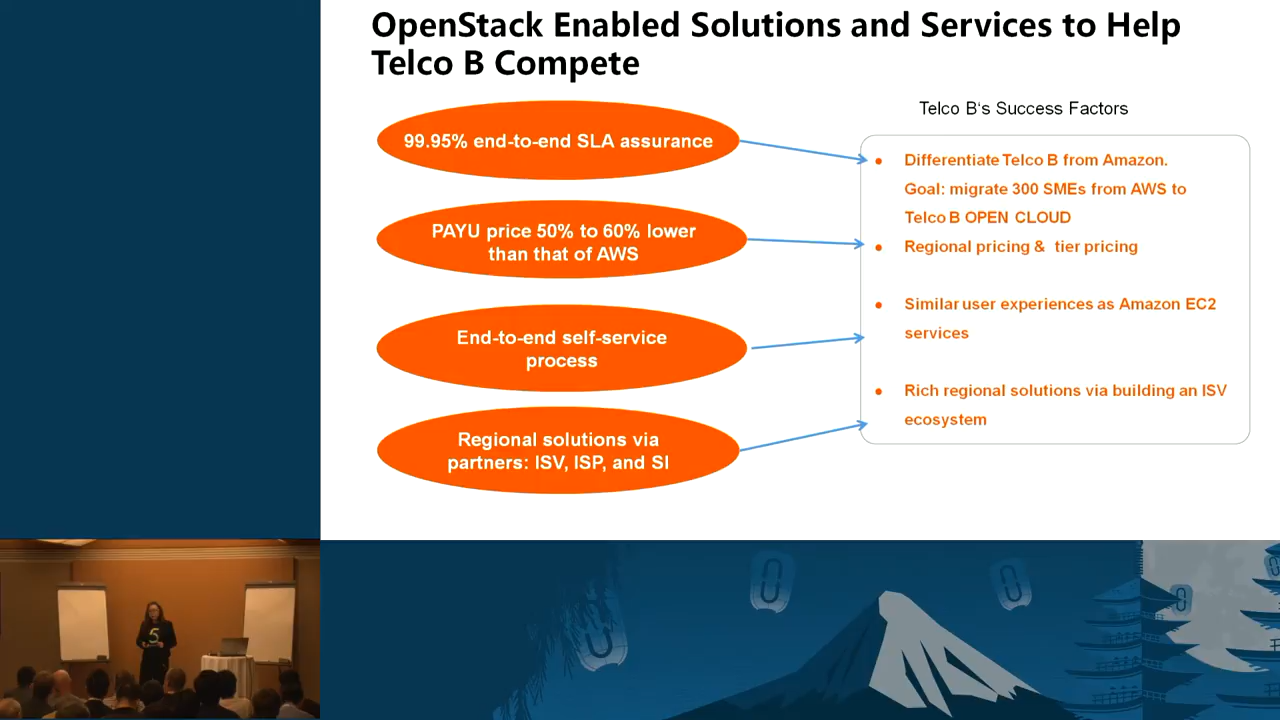 OpenStack Enabled Solutions and Services to Help
Telco B Compete
Telco B's Success Factors
99.95% end-to-end SLA assurance
PAYU price 50% to 60% lower
than that of AWS
End-to-end self-service
process
Regional solutions via
partners: ISV, ISP, and SI
• Differentiate Telco B from Amazon.
Goal: migrate 300 SMEs from AWS to
Telco B OPEN CLOUD
• Regional pricing & tier pricing
• Similar user experiences as Amazon EC2
services
• Rich regional solutions via building an ISV
ecosystem
5